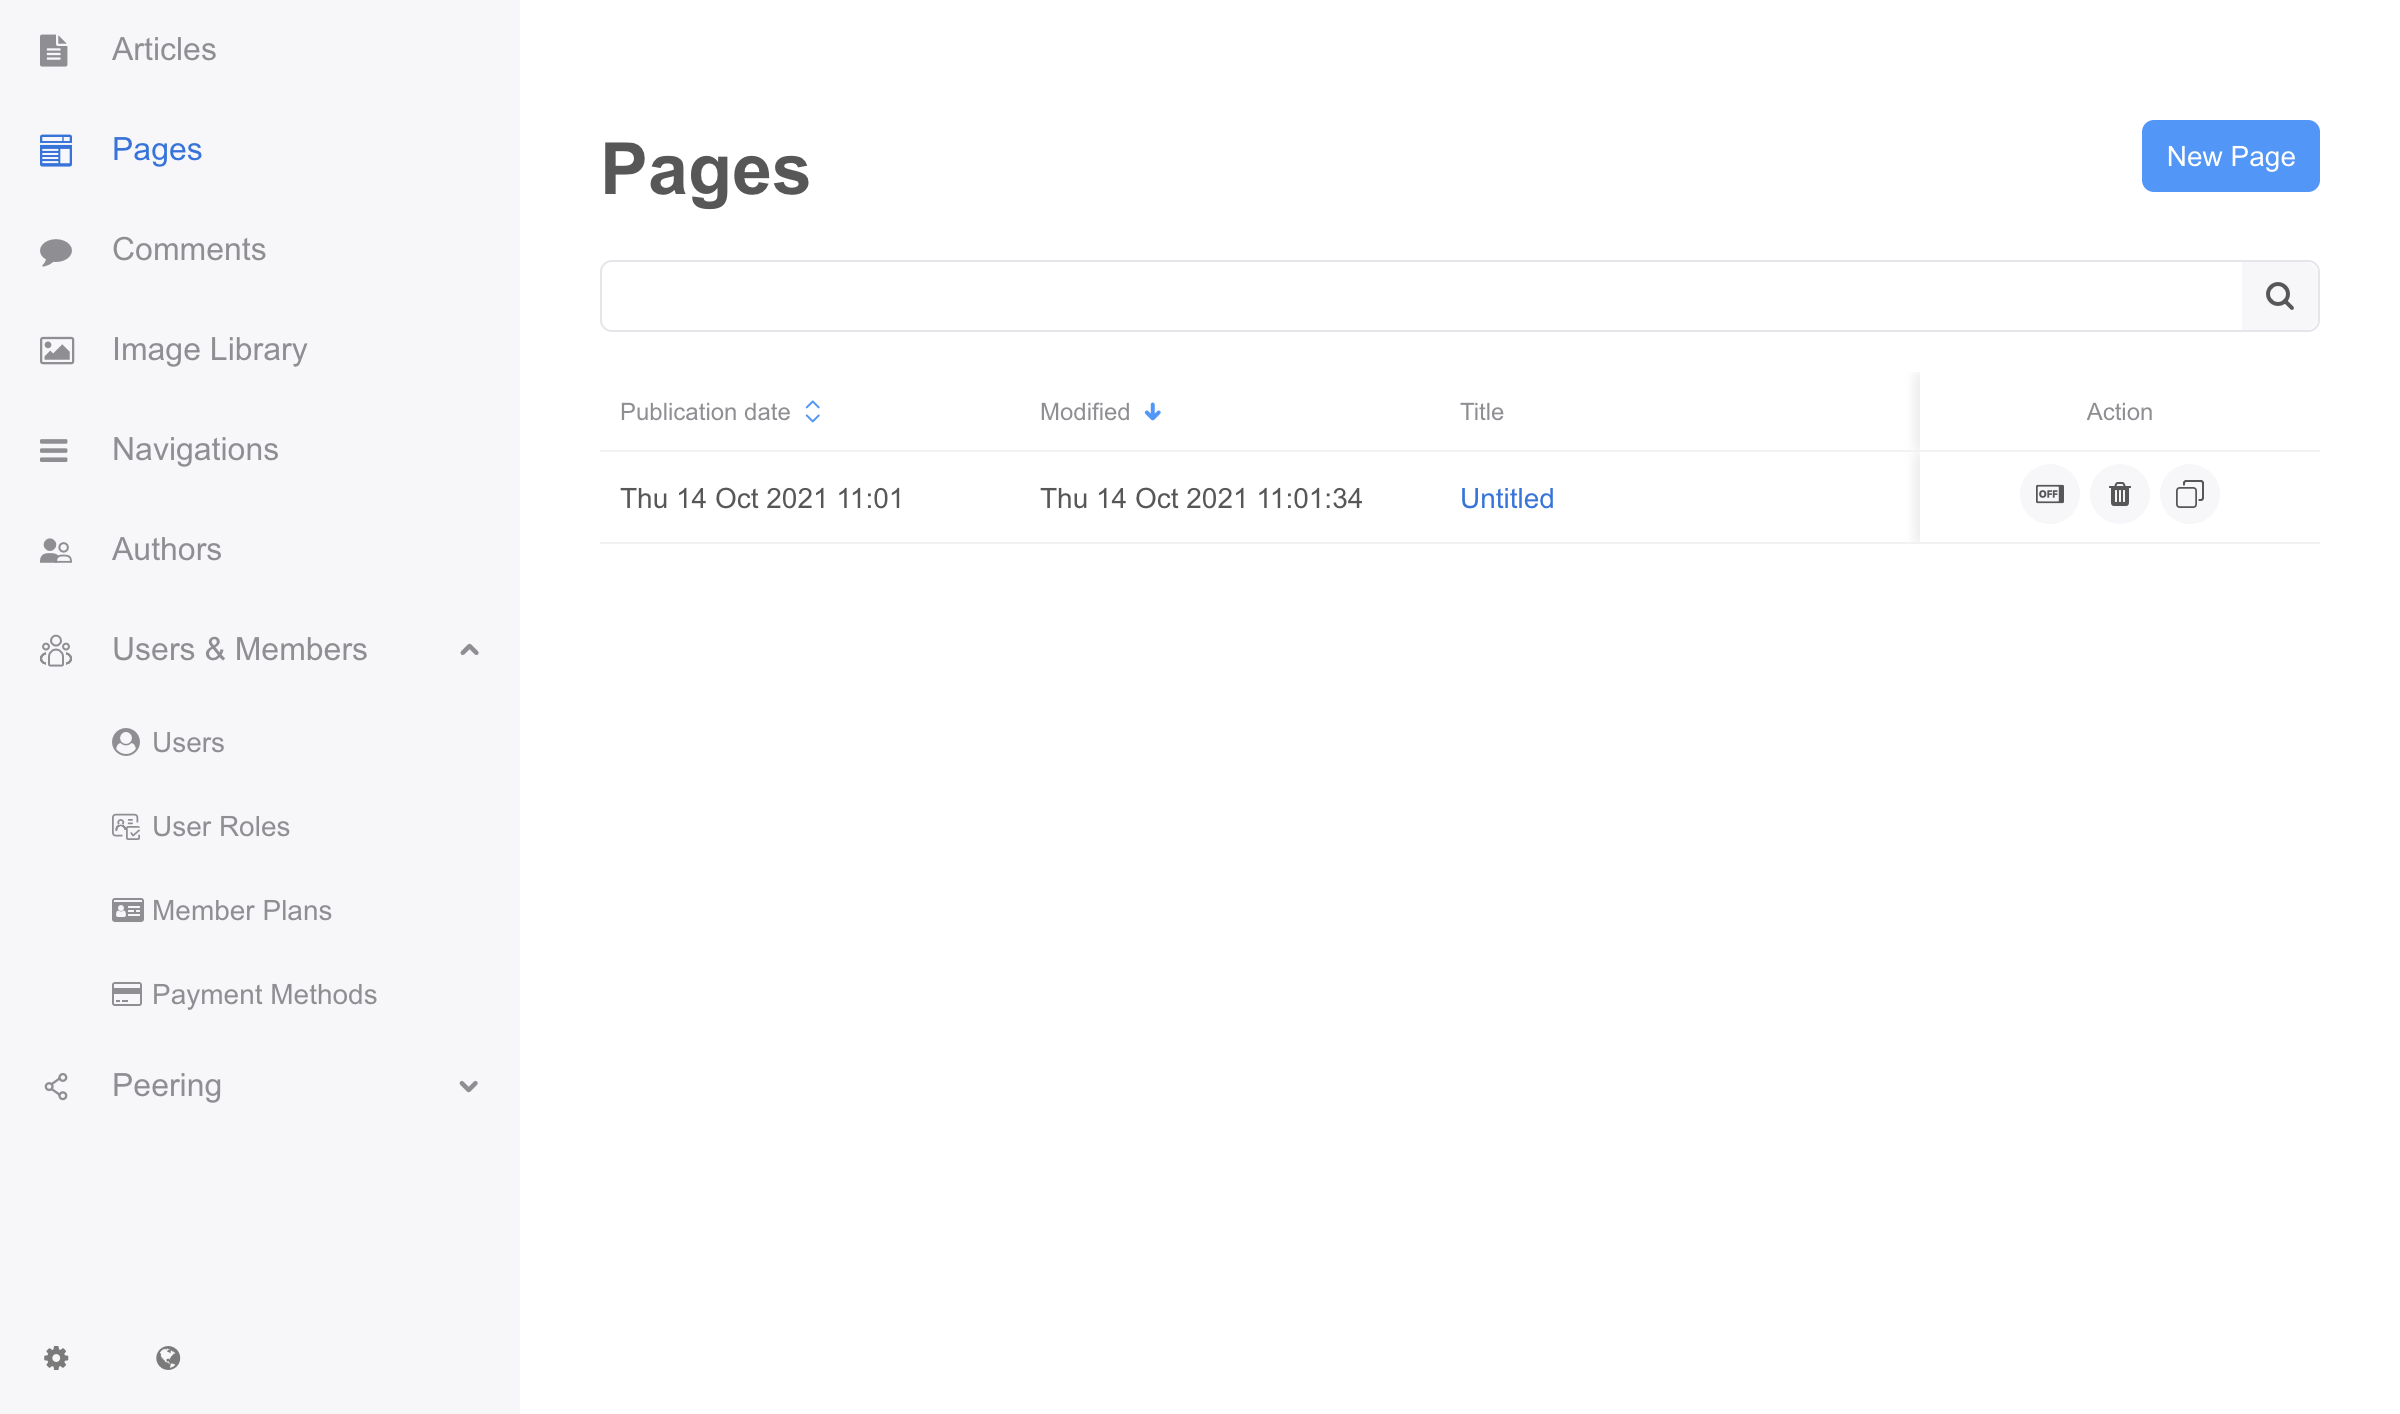 Articles
Pages
Comments
Image Library
Navigations
Authors
Users & Members
Users
User Roles
Member Plans
Payment Methods
Peering
Pages
New Page
Publication date Modified Title Action
Thu 14 Oct 2021 11:01 Thu 14 Oct 2021 11:01:34 Untitled OFF